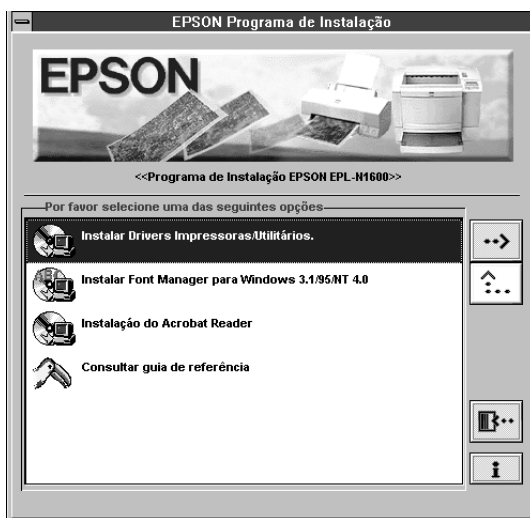 EPSON Programa de Instalação
EPSON
<<Programa de Instalação EPSON EPL-N1600>>
Por favor selecione uma das seguintes opções
Instalar Drivers Impressoras/Utilitários.
Instalar Font Manager para Windows 3.1/95/NT 4.0
Instalação do Acrobat Reader
Consultar guia de referência